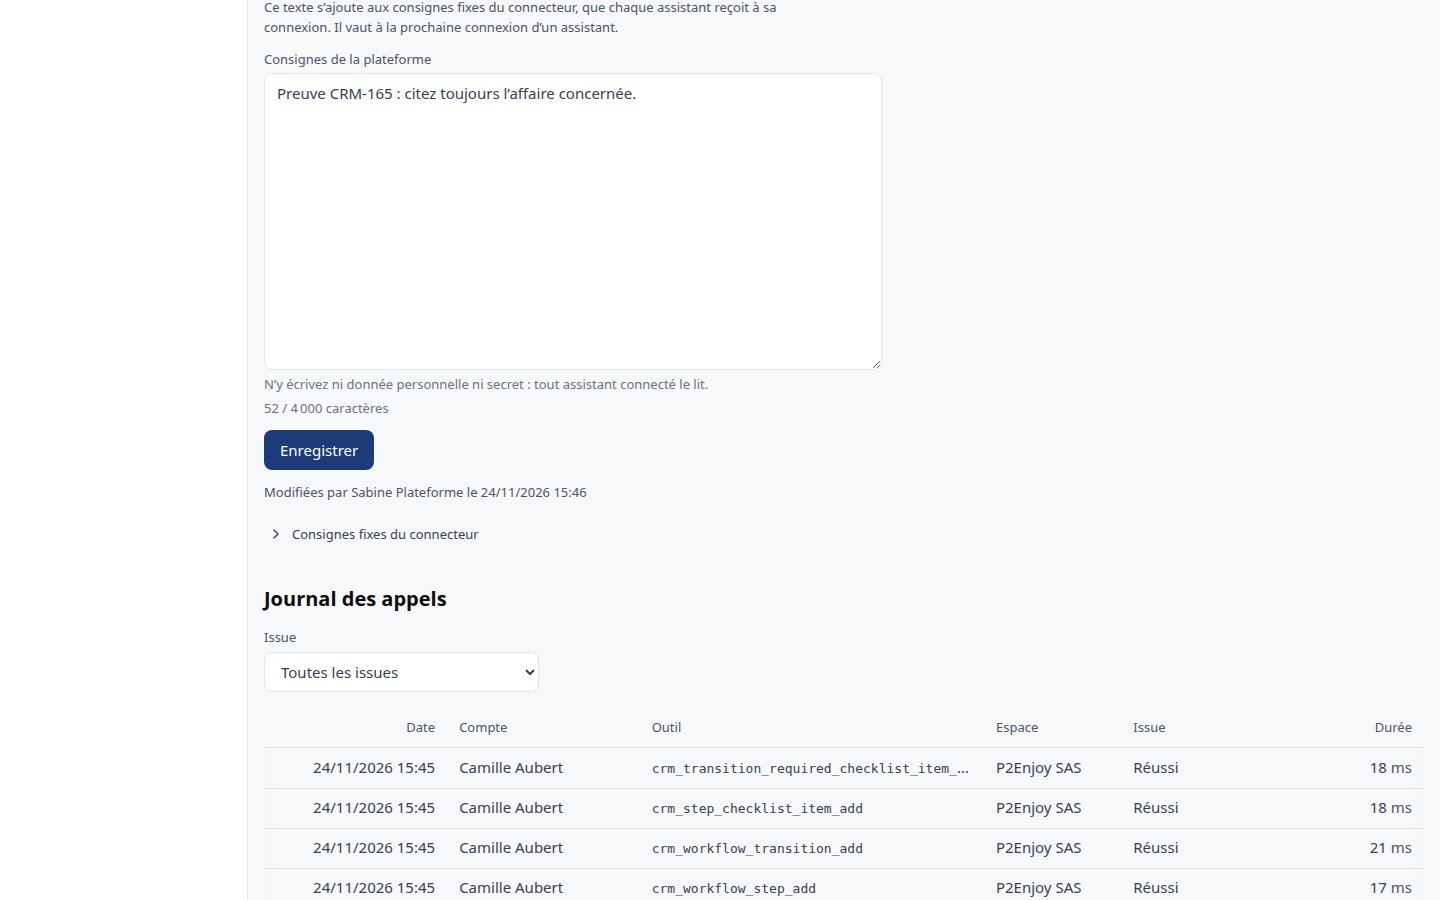 Ce texte s’ajoute aux consignes fixes du connecteur, que chaque assistant reçoit à sa
connexion. Il vaut à la prochaine connexion d’un assistant.
Consignes de la plateforme
Preuve CRM-165 : citez toujours l’affaire concernée.
N’y écrivez ni donnée personnelle ni secret : tout assistant connecté le lit.
52 / 4 000 caractères
Enregistrer
Modifiées par Sabine Plateforme le 24/11/2026 15:46
Consignes fixes du connecteur
Journal des appels
Issue
Toutes les issues
Date Compte Outil Espace Issue Durée
24/11/2026 15:45 Camille Aubert crm_transition_required_checklist_item_… P2Enjoy SAS Réussi 18 ms
24/11/2026 15:45 Camille Aubert crm_step_checklist_item_add P2Enjoy SAS Réussi 18 ms
24/11/2026 15:45 Camille Aubert crm_workflow_transition_add P2Enjoy SAS Réussi 21 ms
24/11/2026 15:45 Camille Aubert crm_workflow_step_add P2Enjoy SAS Réussi 17 ms